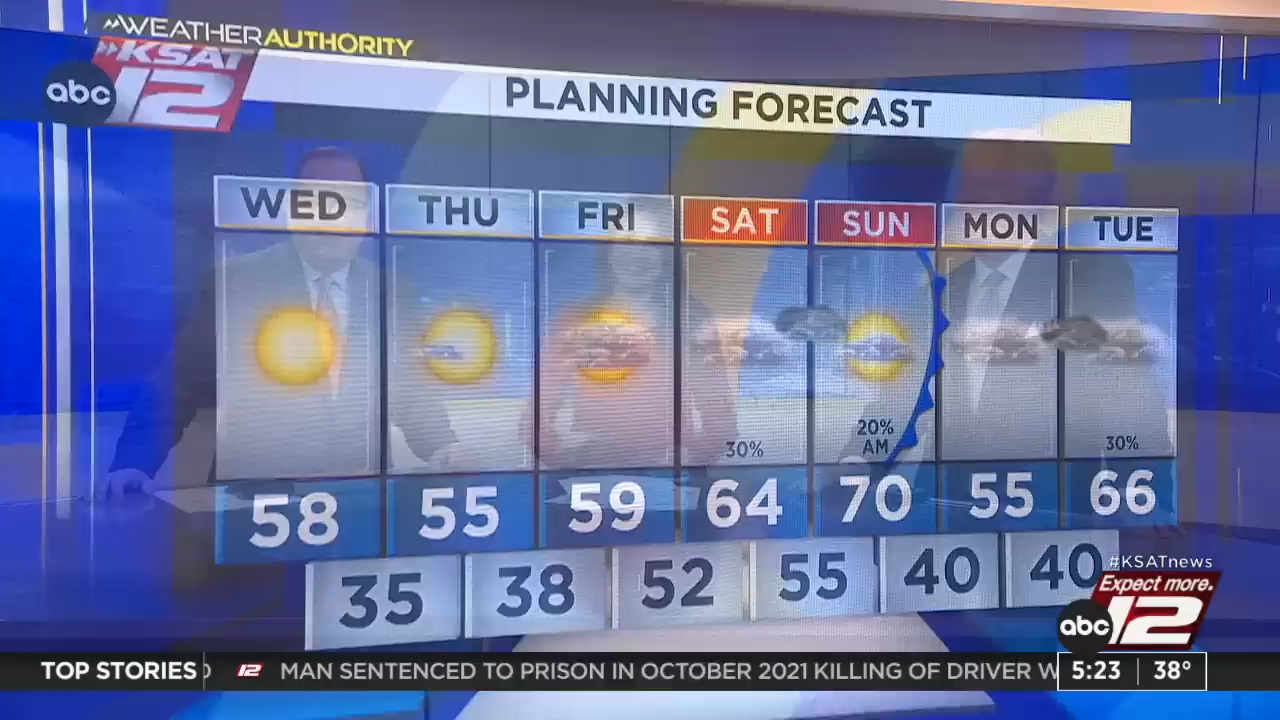 WEATHERAUTHORITY
KSAT
abc 12
PLANNING FORECAST
WED THU FRI SAT SUN MON TUE
30% 20% AM 30%
58 55 59 64 70 55 66
35 38 52 55 40 40
#KSATnews
Expect more.
abc 12
TOP STORIES 12 MAN SENTENCED TO PRISON IN OCTOBER 2021 KILLING OF DRIVER 5:23 38°